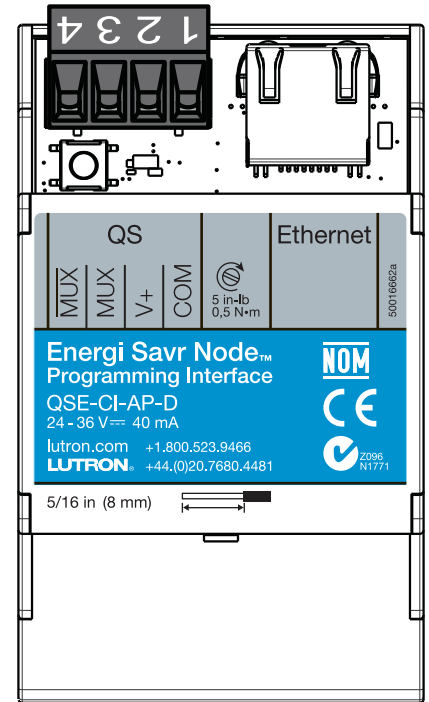 4 3 2 1
QS
Ethernet
MUX
MUX
V+
COM
5 in-lb
0,5 N•m
50016662a
Energi Savr Node™
Programming Interface
QSE-CI-AP-D
24 - 36 V⎓ 40 mA
lutron.com +1.800.523.9466
LUTRON® +44.(0)20.7680.4481
NOM
CE
Z096
N1771
5/16 in (8 mm)